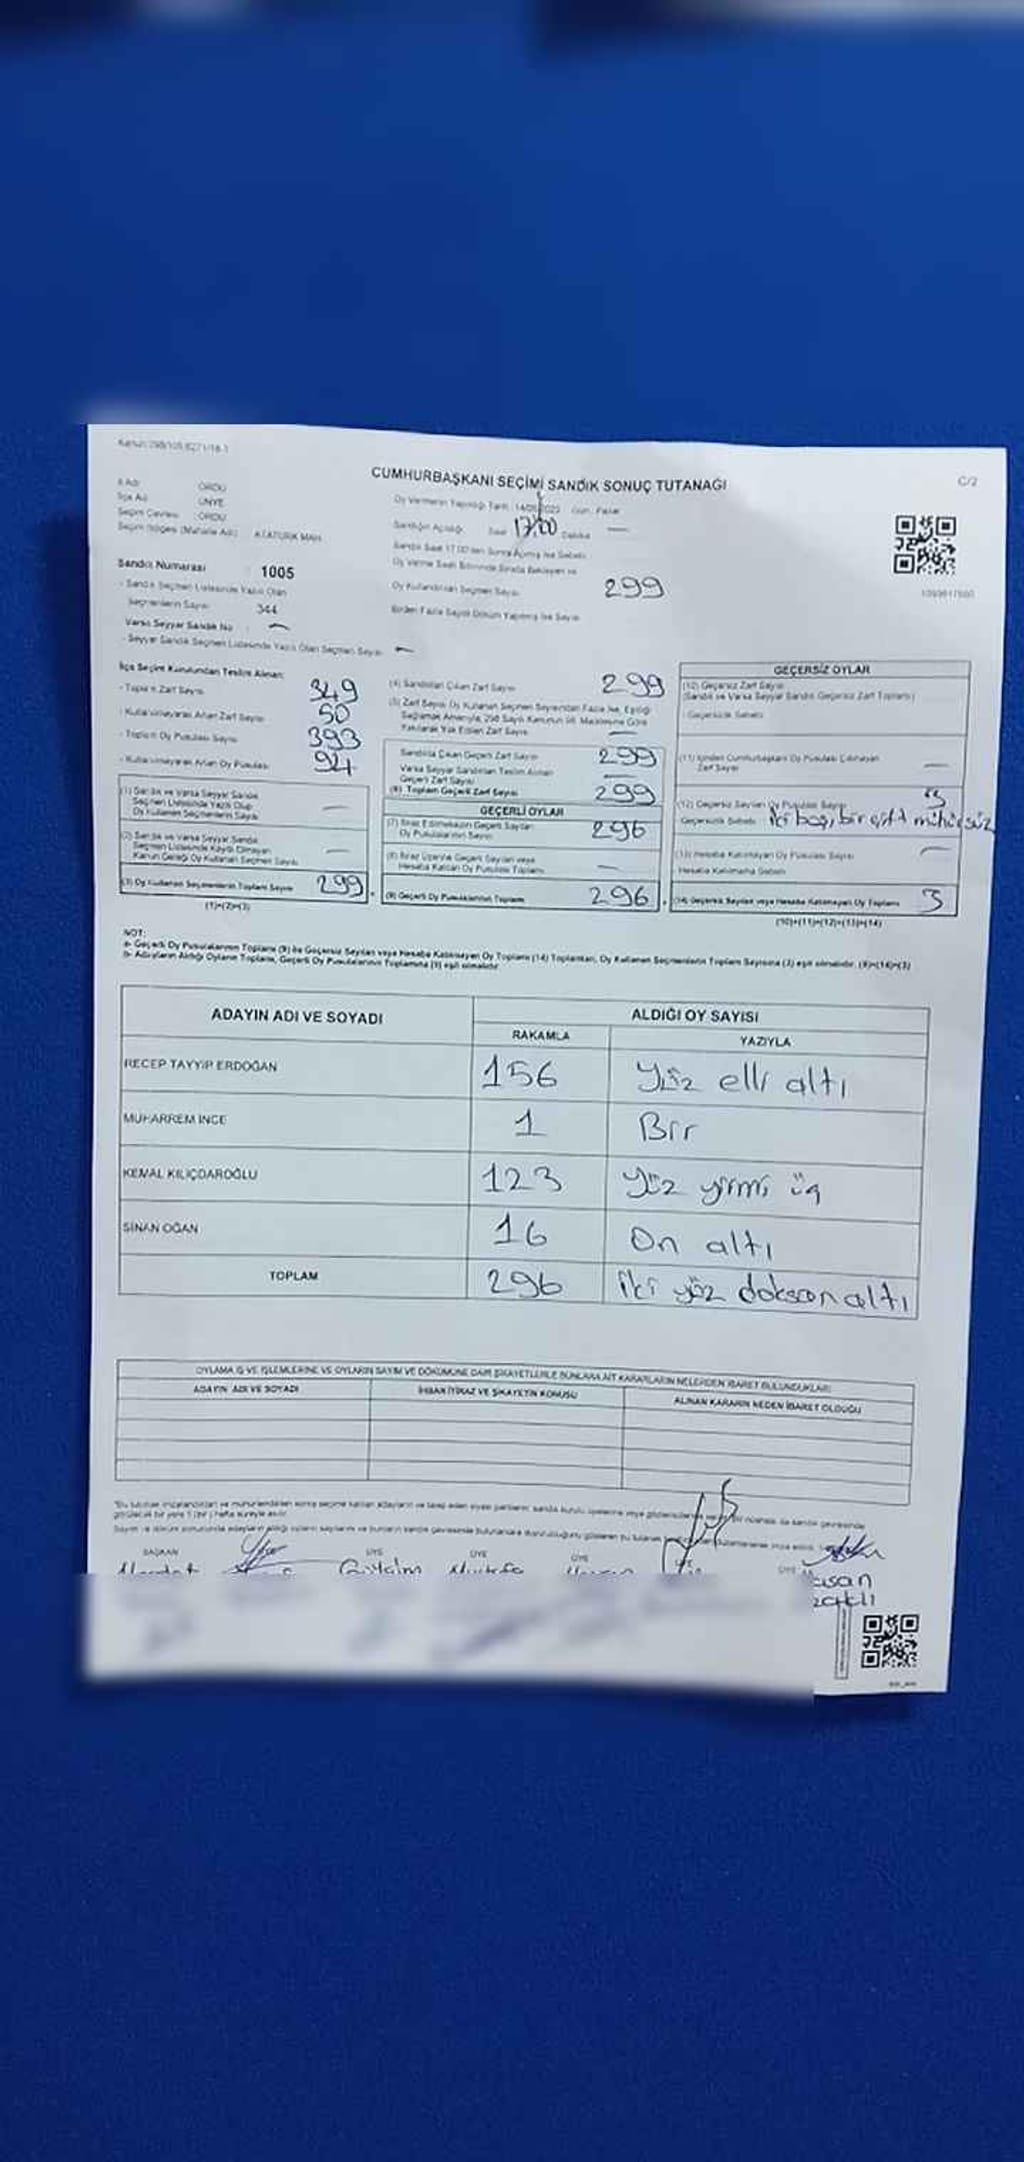 Kanun:298/105,6271/16-1
CUMHURBAŞKANI SEÇİMİ SANDIK SONUÇ TUTANAĞI
C/2
İl Adı : ORDU
İlçe Adı : ÜNYE
Seçim Çevresi : ORDU
Seçim Bölgesi (Mahalle Adı) : ATATÜRK MAH.
Sandık Numarası : 1005
- Sandık Seçmen Listesinde Yazılı Olan
Seçmenlerin Sayısı : 344
Varsa Seyyar Sandık No : —
- Seyyar Sandık Seçmen Listesinde Yazılı Olan Seçmen Sayısı : —
Oy Vermenin Yapıldığı Tarih : 14/05/2023 Gün : Pazar
Sandığın Açıldığı Saat 17:00 Dakika —
Sandık Saat 17.00'den Sonra Açılmış İse Sebebi
Oy Verme Saati Bitiminde Sırada Bekleyen ve
Oy Kullandırılan Seçmen Sayısı 299
Birden Fazla Sayım Döküm Yapılmış İse Sayısı
İlçe Seçim Kurulundan Teslim Alınan:
- Toplam Zarf Sayısı 349
- Kullanılmayarak Artan Zarf Sayısı 50
- Toplam Oy Pusulası Sayısı 393
- Kullanılmayarak Artan Oy Pusulası 94
(1) Sandık ve Varsa Seyyar Sandık
Seçmen Listesinde Yazılı Olup
Oy Kullanan Seçmenlerin Sayısı —
(2) Sandık ve Varsa Seyyar Sandık
Seçmen Listesinde Kaydı Olmayan
Kanun Gereği Oy Kullanan Seçmen Sayısı —
(3) Oy Kullanan Seçmenlerin Toplam Sayısı 299
(1)+(2)=(3)
(4) Sandıktan Çıkan Zarf Sayısı 299
(5) Zarf Sayısı Oy Kullanan Seçmen Sayısından Fazla İse, Eşitliği
Sağlamak Amacıyla, 298 Sayılı Kanunun 98. Maddesine Göre
Yakılarak Yok Edilen Zarf Sayısı —
Sandıkta Çıkan Geçerli Zarf Sayısı 299
Varsa Seyyar Sandıktan Teslim Alınan
Geçerli Zarf Sayısı —
(6) Toplam Geçerli Zarf Sayısı 299
GEÇERLİ OYLAR
(7) İtiraz Edilmeksizin Geçerli Sayılan
Oy Pusulalarının Sayısı 296
(8) İtiraz Üzerine Geçerli Sayılan veya
Hesaba Katılan Oy Pusulası Toplamı —
(9) Geçerli Oy Pusulalarının Toplamı 296
GEÇERSİZ OYLAR
(10) Geçersiz Zarf Sayısı
(Sandık ve Varsa Seyyar Sandık Geçersiz Zarf Toplamı)
- Geçersizlik Sebebi
(11) İçinden Cumhurbaşkanı Oy Pusulası Çıkmayan
Zarf Sayısı —
(12) Geçersiz Sayılan Oy Pusulası Sayısı 3
Geçersizlik Sebebi iki boş, bir çift mühürsüz
(13) Hesaba Katılmayan Oy Pusulası Sayısı —
Hesaba Katılmama Sebebi
(14) Geçersiz Sayılan veya Hesaba Katılmayan Oy Toplamı 3
(10)+(11)+(12)+(13)=(14)
NOT:
a- Geçerli Oy Pusulalarının Toplamı (9) ile Geçersiz Sayılan veya Hesaba Katılmayan Oy Toplamı (14) Toplamları, Oy Kullanan Seçmenlerin Toplam Sayısına (3) eşit olmalıdır. (9)+(14)=(3)
b- Adayların Aldığı Oyların Toplamı, Geçerli Oy Pusulalarının Toplamına (9) eşit olmalıdır.
ADAYIN ADI VE SOYADI ALDIĞI OY SAYISI
RAKAMLA YAZIYLA
RECEP TAYYİP ERDOĞAN 156 Yüz elli altı
MUHARREM İNCE 1 Bir
KEMAL KILIÇDAROĞLU 123 Yüz yirmi üç
SİNAN OĞAN 16 On altı
TOPLAM 296 iki yüz doksan altı
OYLAMA İŞ VE İŞLEMLERİNE VE OYLARIN SAYIM VE DÖKÜMÜNE DAİR ŞİKAYETLERLE BUNLARA AİT KARARLARIN NELERDEN İBARET BULUNDUKLARI
ADAYIN ADI VE SOYADI İHBAR İTİRAZ VE ŞİKAYETİN KONUSU ALINAN KARARIN NEDEN İBARET OLDUĞU
BAŞKAN ÜYE ÜYE ÜYE ÜYE ÜYE